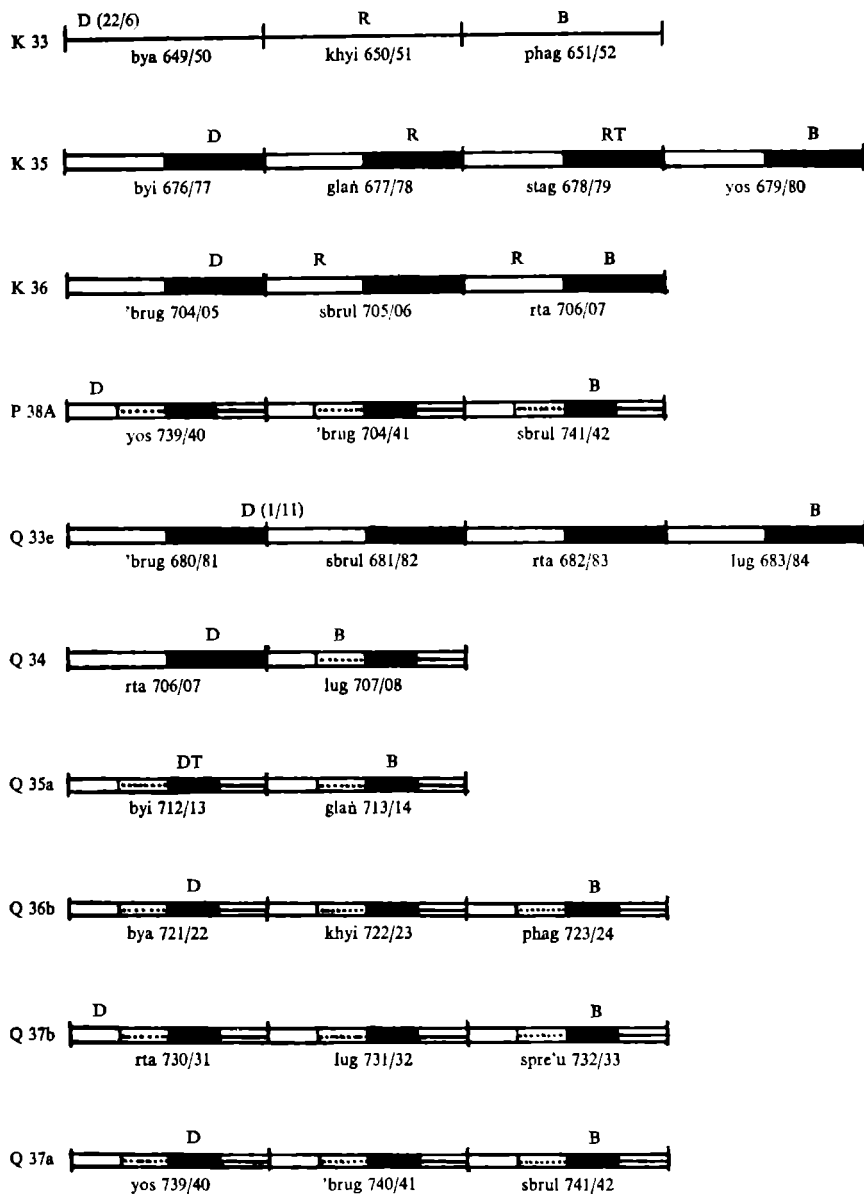 D (22/6) R B
K 33
bya 649/50 khyi 650/51 phag 651/52
D R RT B
K 35
byi 676/77 glaṅ 677/78 stag 678/79 yos 679/80
D R R B
K 36
'brug 704/05 sbrul 705/06 rta 706/07
D B
P 38A
yos 739/40 'brug 704/41 sbrul 741/42
D (1/11) B
Q 33e
'brug 680/81 sbrul 681/82 rta 682/83 lug 683/84
D B
Q 34
rta 706/07 lug 707/08
DT B
Q 35a
byi 712/13 glaṅ 713/14
D B
Q 36b
bya 721/22 khyi 722/23 phag 723/24
D B
Q 37b
rta 730/31 lug 731/32 spre'u 732/33
D B
Q 37a
yos 739/40 'brug 740/41 sbrul 741/42